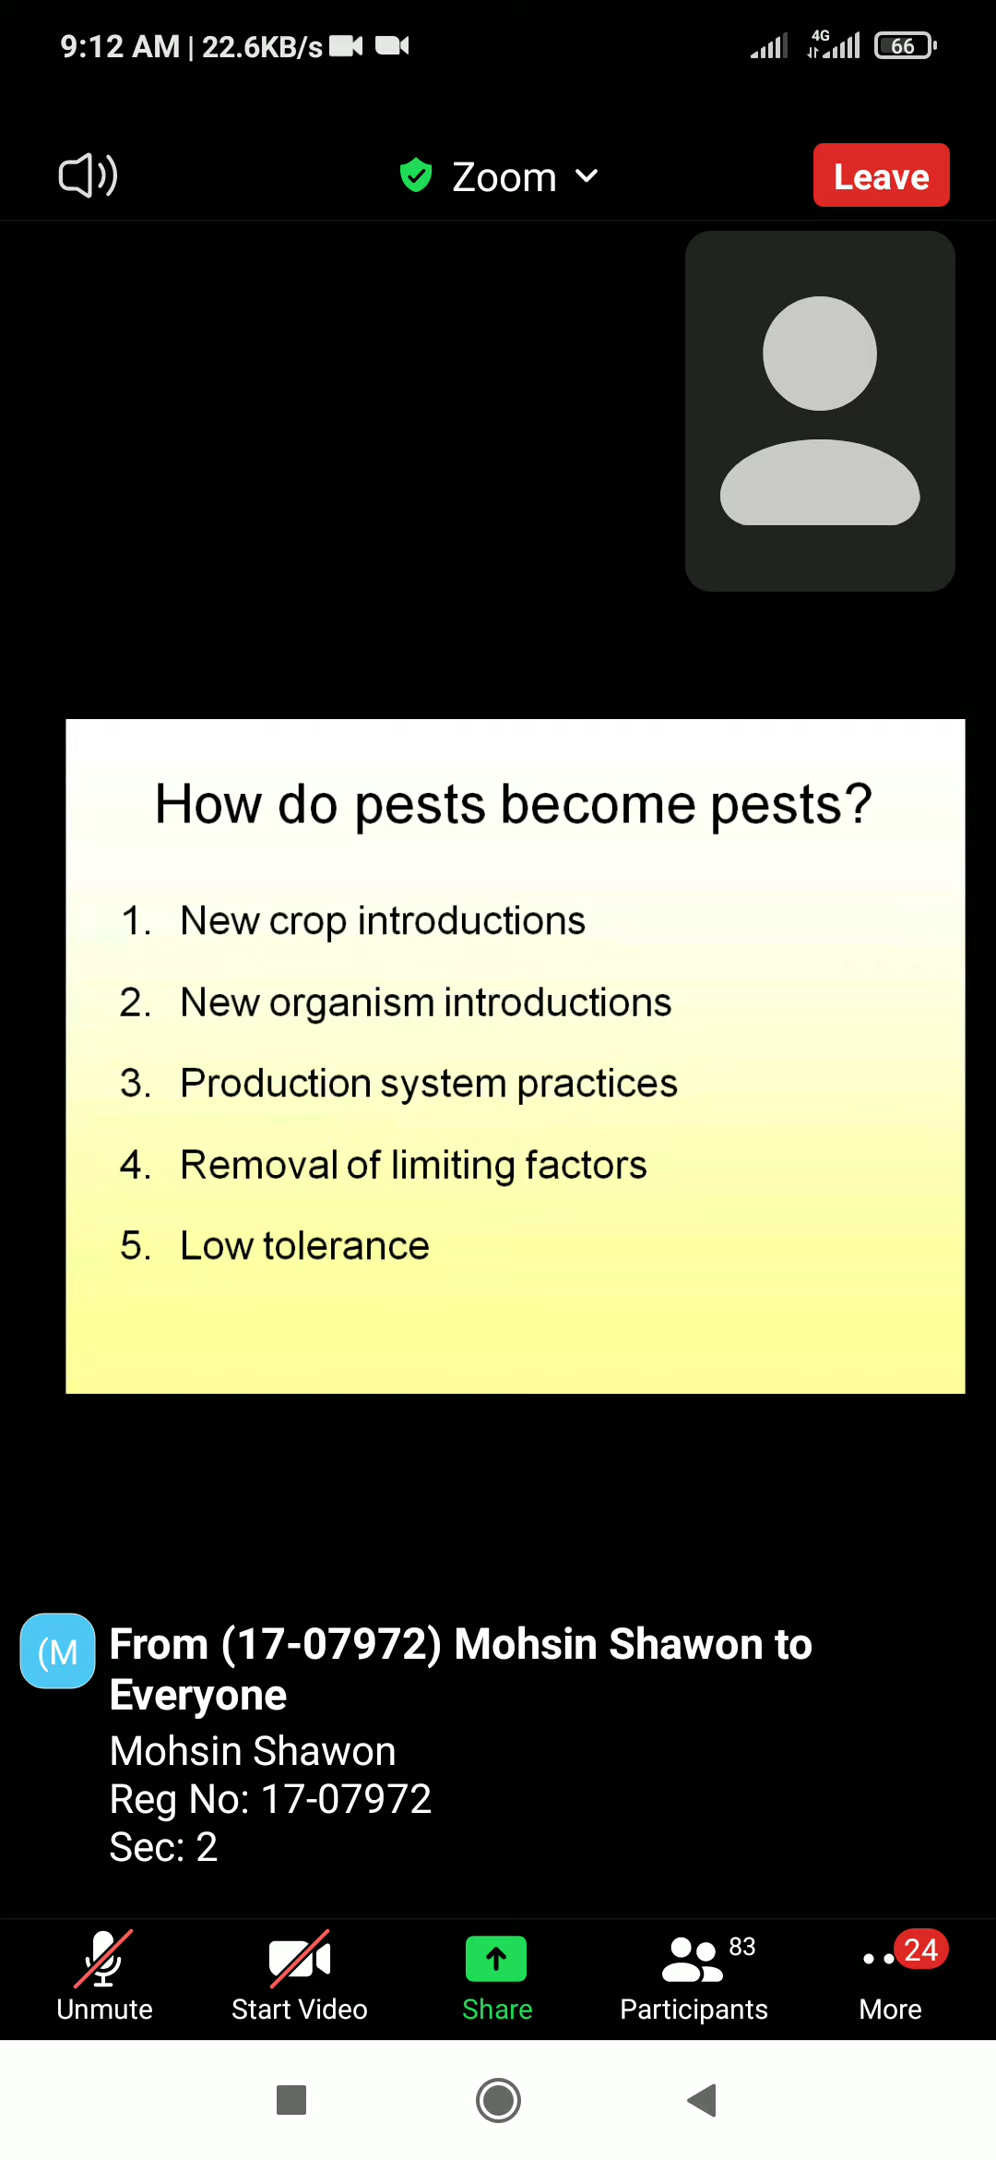 9:12 AM | 22.6KB/s
4G
66
Zoom
Leave
How do pests become pests?
1. New crop introductions
2. New organism introductions
3. Production system practices
4. Removal of limiting factors
5. Low tolerance
(M
From (17-07972) Mohsin Shawon to
Everyone
Mohsin Shawon
Reg No: 17-07972
Sec: 2
83
24
Unmute
Start Video
Share
Participants
More